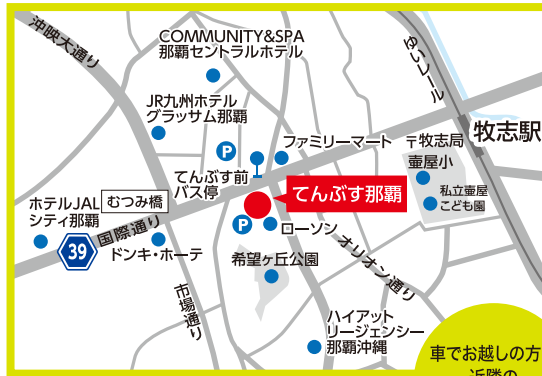 沖映大通り
COMMUNITY&SPA
那覇セントラルホテル
ゆいレール
JR九州ホテル
グラッサム那覇
P
ファミリーマート
〒牧志局
牧志駅
壺屋小
てんぶす前
バス停
私立壺屋
こども園
てんぶす那覇
ホテルJAL
シティ那覇
むつみ橋
国際通り
39
P
ローソン
ドンキ・ホーテ
オリオン通り
希望ヶ丘公園
市場通り
ハイアット
リージェンシー
那覇沖縄
車でお越しの方
近隣の